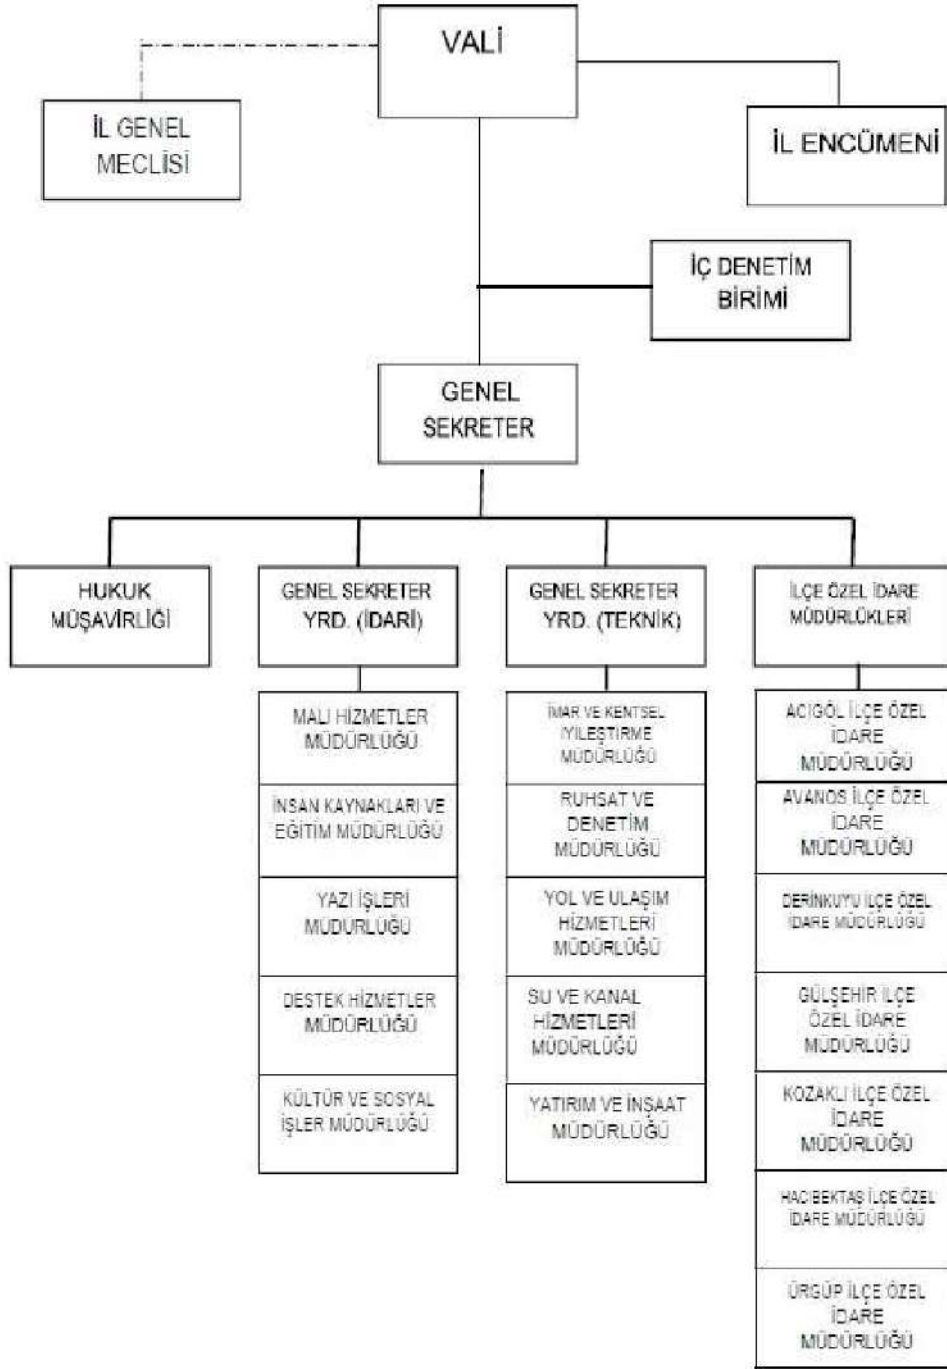 VALİ
İL GENEL
MECLİSİ
İL ENCÜMENİ
İÇ DENETİM
BİRİMİ
GENEL
SEKRETER
HUKUK
MÜŞAVİRLİĞİ
GENEL SEKRETER
YRD. (İDARİ)
GENEL SEKRETER
YRD. (TEKNİK)
İLÇE ÖZEL İDARE
MÜDÜRLÜKLERİ
MALİ HİZMETLER
MÜDÜRLÜĞÜ
İNSAN KAYNAKLARI VE
EĞİTİM MÜDÜRLÜĞÜ
YAZI İŞLERİ
MÜDÜRLÜĞÜ
DESTEK HİZMETLER
MÜDÜRLÜĞÜ
KÜLTÜR VE SOSYAL
İŞLER MÜDÜRLÜĞÜ
İMAR VE KENTSEL
İYİLEŞTİRME
MÜDÜRLÜĞÜ
RUHSAT VE
DENETİM
MÜDÜRLÜĞÜ
YOL VE ULAŞIM
HİZMETLERİ
MÜDÜRLÜĞÜ
SU VE KANAL
HİZMETLERİ
MÜDÜRLÜĞÜ
YATIRIM VE İNŞAAT
MÜDÜRLÜĞÜ
ACIGÖL İLÇE ÖZEL
İDARE
MÜDÜRLÜĞÜ
AVANOS İLÇE ÖZEL
İDARE
MÜDÜRLÜĞÜ
DERİNKUYU İLÇE ÖZEL
İDARE MÜDÜRLÜĞÜ
GÜLŞEHİR İLÇE
ÖZEL İDARE
MÜDÜRLÜĞÜ
KOZAKLI İLÇE ÖZEL
İDARE
MÜDÜRLÜĞÜ
HACIBEKTAŞ İLÇE ÖZEL
İDARE MÜDÜRLÜĞÜ
ÜRGÜP İLÇE ÖZEL
İDARE
MÜDÜRLÜĞÜ